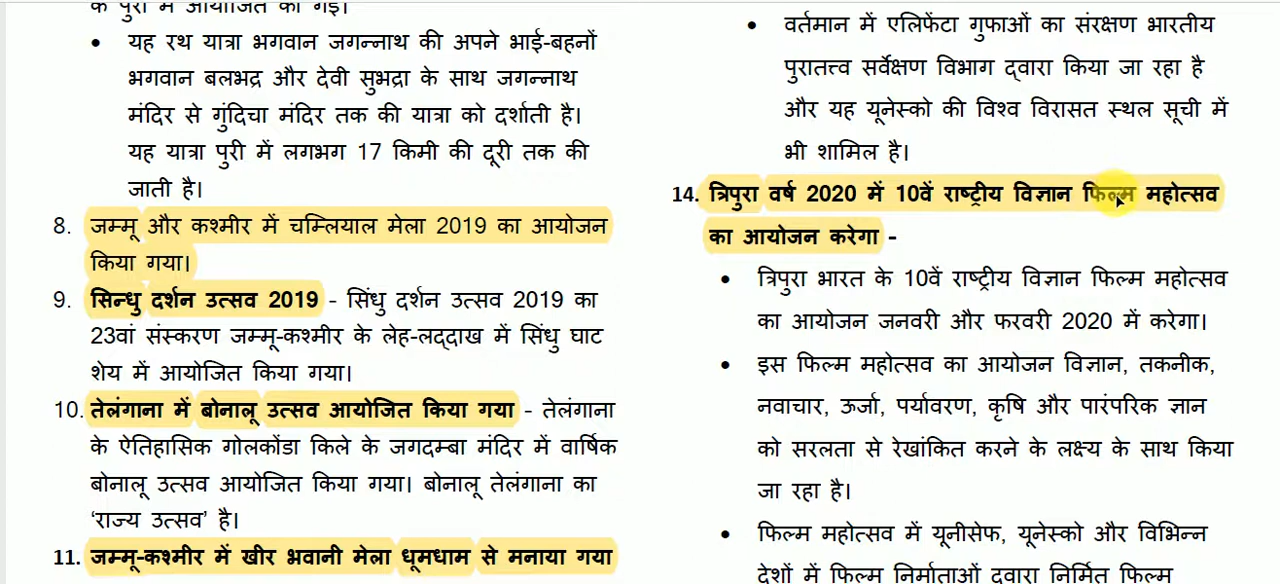 के पुरी में आयोजित की गई।
• यह रथ यात्रा भगवान जगन्नाथ की अपने भाई-बहनों
भगवान बलभद्र और देवी सुभद्रा के साथ जगन्नाथ
मंदिर से गुंदिचा मंदिर तक की यात्रा को दर्शाती है।
यह यात्रा पुरी में लगभग 17 किमी की दूरी तक की
जाती है।
8. जम्मू और कश्मीर में चम्लियाल मेला 2019 का आयोजन
किया गया।
9. सिन्धु दर्शन उत्सव 2019 - सिंधु दर्शन उत्सव 2019 का
23वां संस्करण जम्मू-कश्मीर के लेह-लद्दाख में सिंधु घाट
शेय में आयोजित किया गया।
10. तेलंगाना में बोनालू उत्सव आयोजित किया गया - तेलंगाना
के ऐतिहासिक गोलकोंडा किले के जगदम्बा मंदिर में वार्षिक
बोनालू उत्सव आयोजित किया गया। बोनालू तेलंगाना का
‘राज्य उत्सव’ है।
11. जम्मू-कश्मीर में खीर भवानी मेला धूमधाम से मनाया गया
• वर्तमान में एलिफेंटा गुफाओं का संरक्षण भारतीय
पुरातत्त्व सर्वेक्षण विभाग द्वारा किया जा रहा है
और यह यूनेस्को की विश्व विरासत स्थल सूची में
भी शामिल है।
14. त्रिपुरा वर्ष 2020 में 10वें राष्ट्रीय विज्ञान फिल्म महोत्सव
का आयोजन करेगा -
• त्रिपुरा भारत के 10वें राष्ट्रीय विज्ञान फिल्म महोत्सव
का आयोजन जनवरी और फरवरी 2020 में करेगा।
• इस फिल्म महोत्सव का आयोजन विज्ञान, तकनीक,
नवाचार, ऊर्जा, पर्यावरण, कृषि और पारंपरिक ज्ञान
को सरलता से रेखांकित करने के लक्ष्य के साथ किया
जा रहा है।
• फिल्म महोत्सव में यूनीसेफ, यूनेस्को और विभिन्न
देशों में फिल्म निर्माताओं द्वारा निर्मित फिल्म